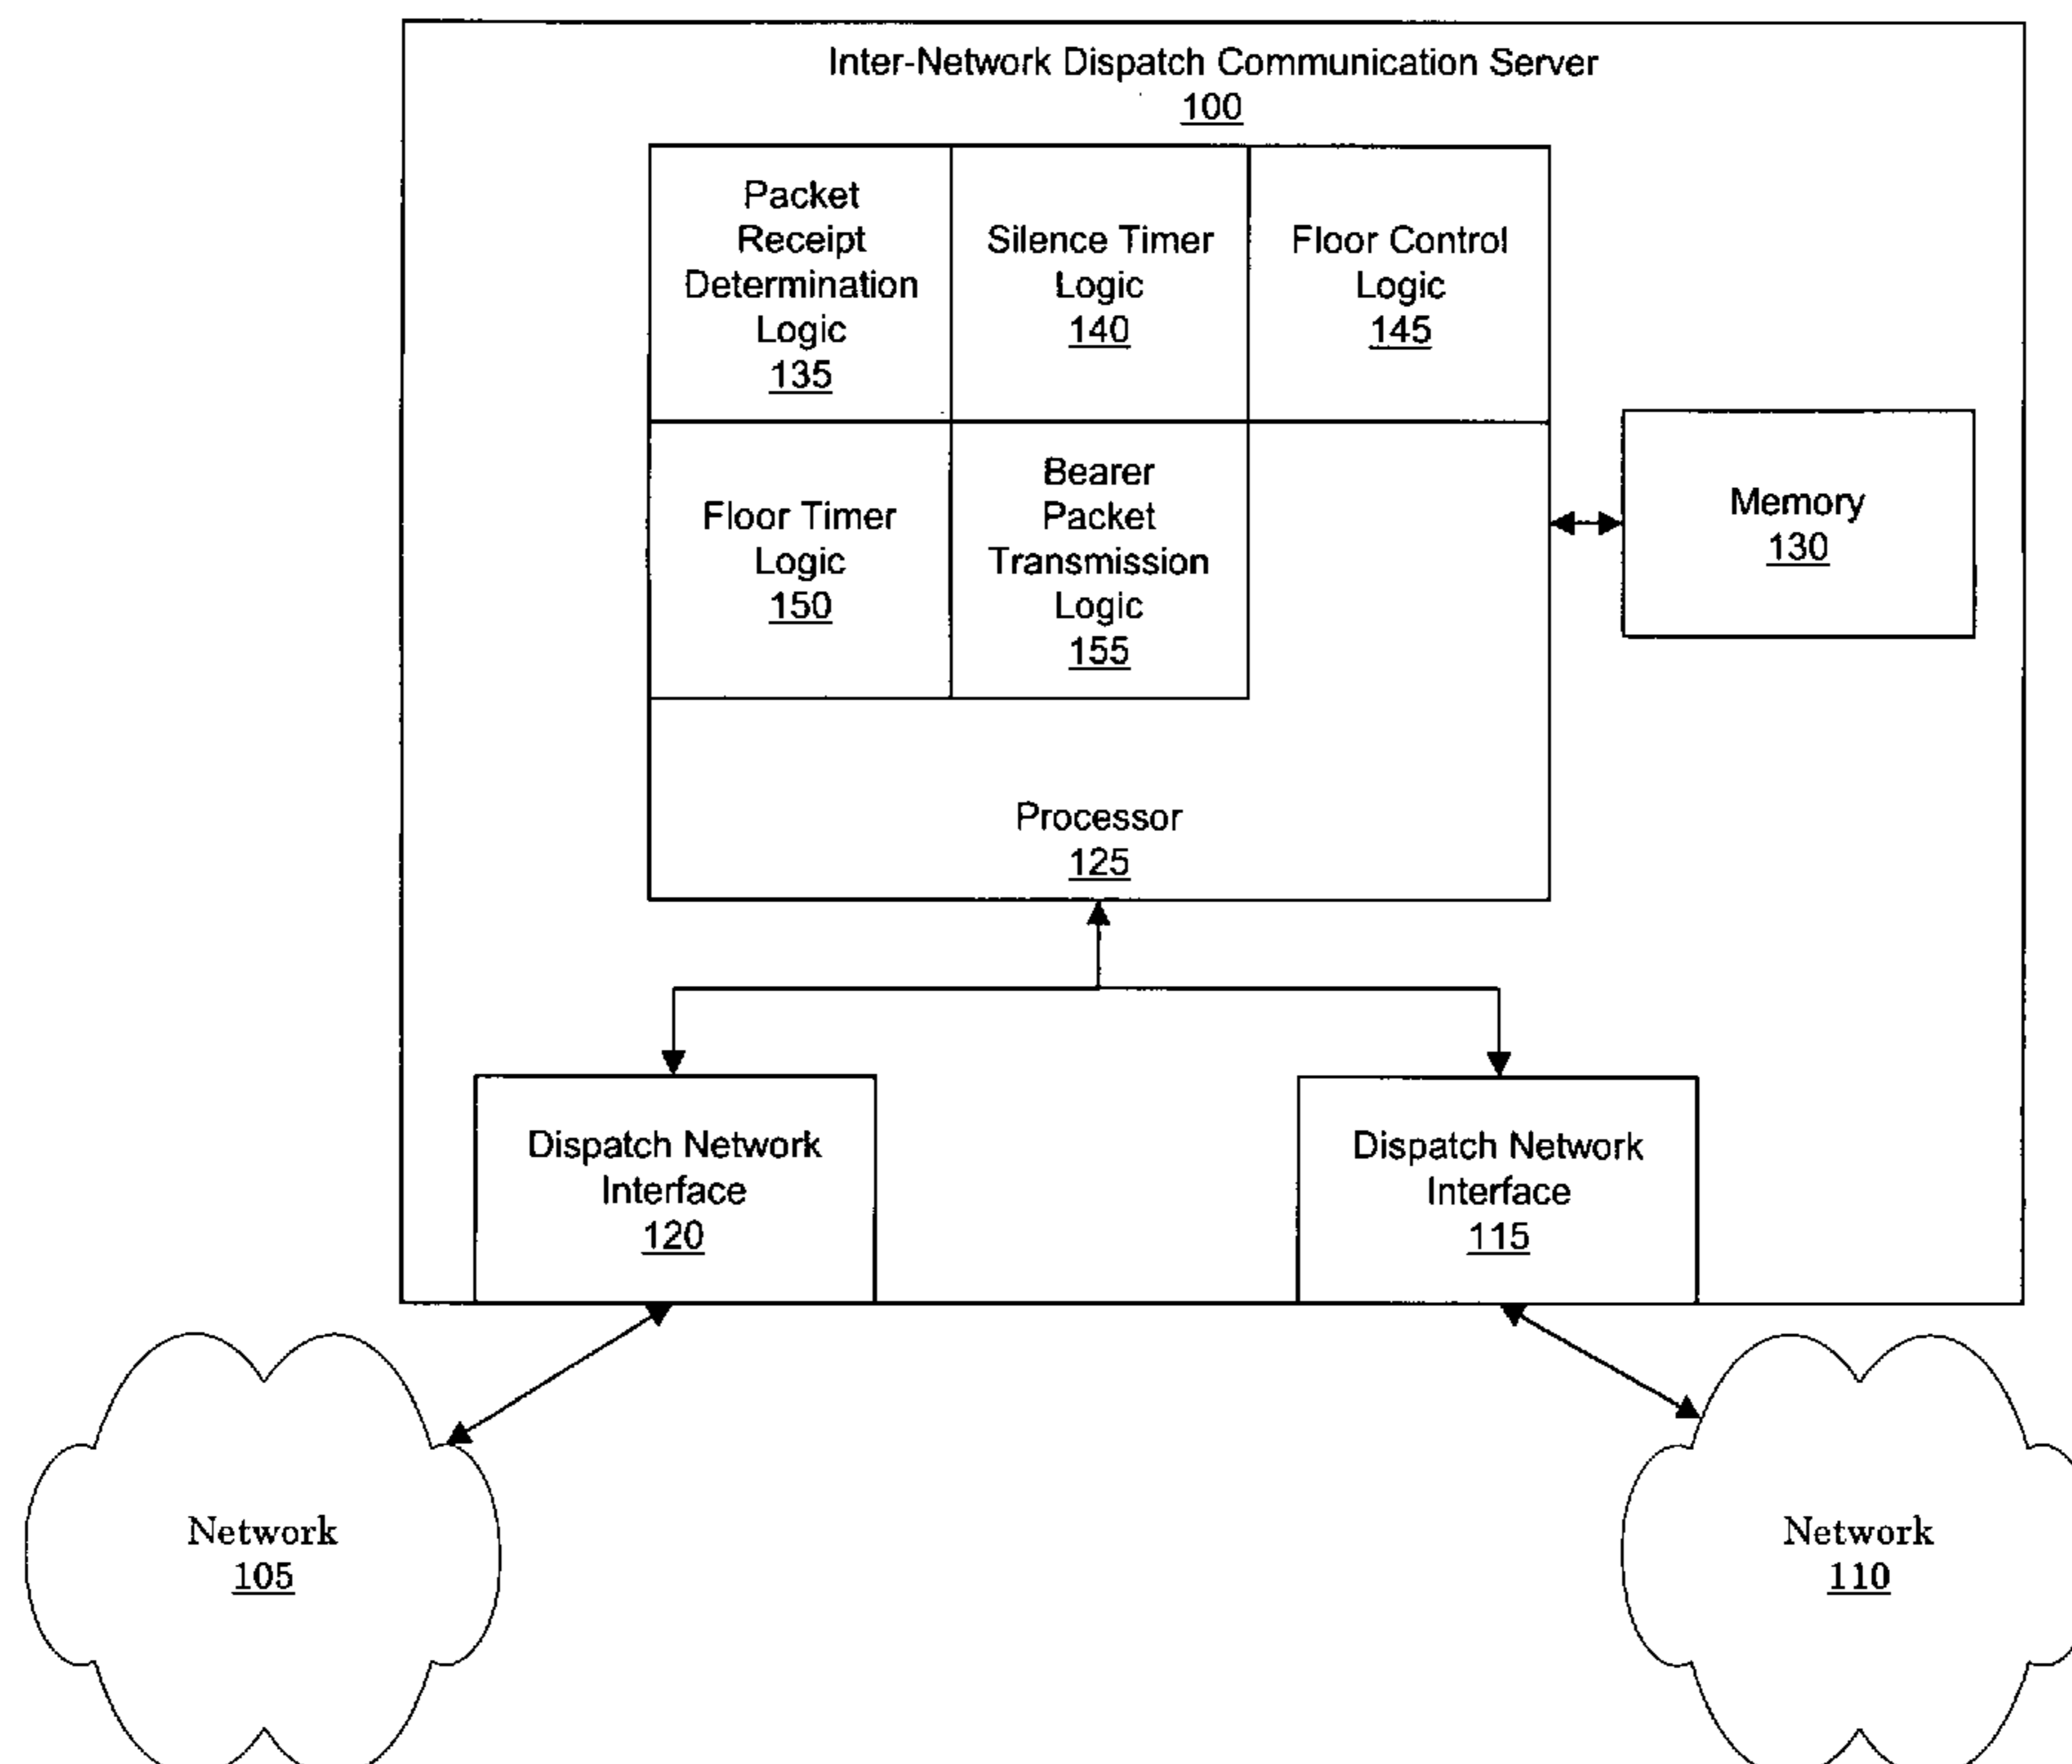 Inter-Network Dispatch Communication Server
100
Packet
Receipt
Determination
Logic
135
Silence Timer
Logic
140
Floor Control
Logic
145
Floor Timer
Logic
150
Bearer
Packet
Transmission
Logic
155
Memory
130
Processor
125
Dispatch Network
Interface
120
Dispatch Network
Interface
115
Network
105
Network
110